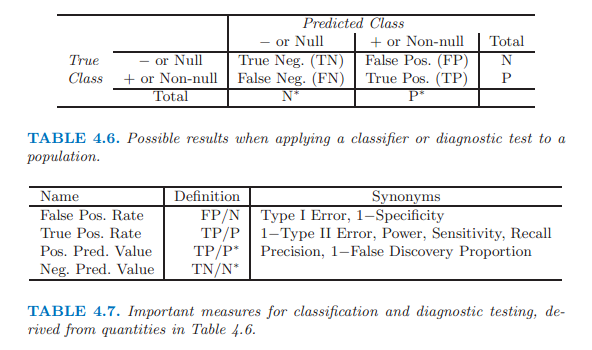 Predicted Class
− or Null + or Non-null Total
True − or Null True Neg. (TN) False Pos. (FP) N
Class + or Non-null False Neg. (FN) True Pos. (TP) P
Total N* P*
TABLE 4.6. Possible results when applying a classifier or diagnostic test to a
population.
Name Definition Synonyms
False Pos. Rate FP/N Type I Error, 1−Specificity
True Pos. Rate TP/P 1−Type II Error, Power, Sensitivity, Recall
Pos. Pred. Value TP/P* Precision, 1−False Discovery Proportion
Neg. Pred. Value TN/N*
TABLE 4.7. Important measures for classification and diagnostic testing, de-
rived from quantities in Table 4.6.